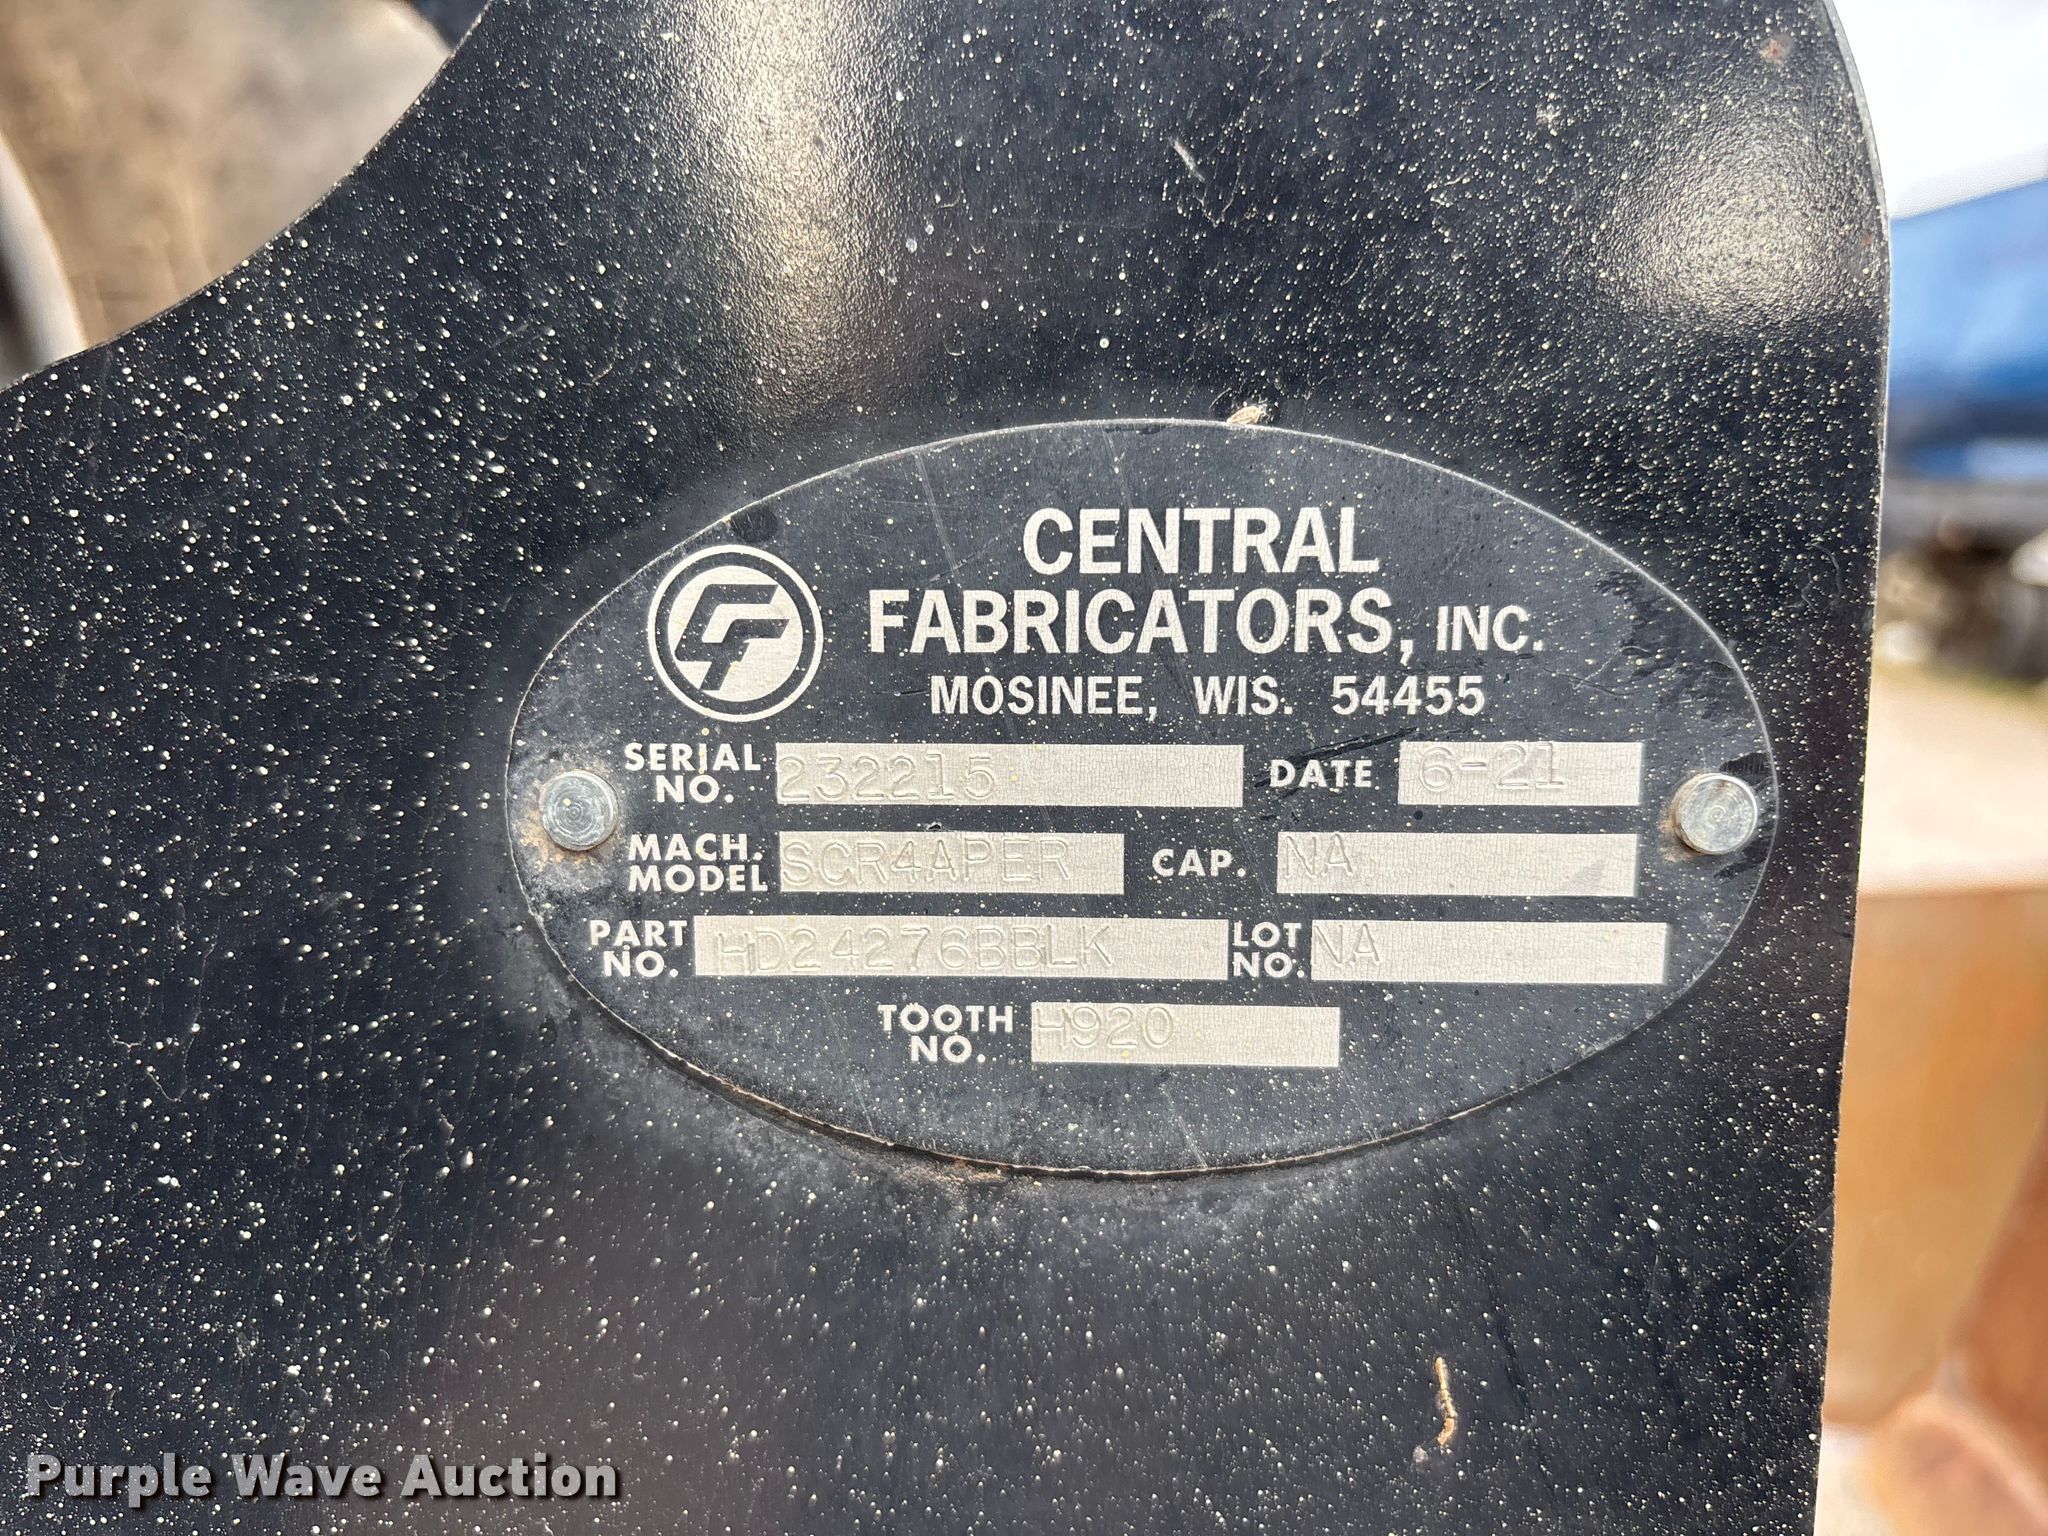 CENTRAL
FABRICATORS, INC.
MOSINEE, WIS. 54455
SERIAL NO. 232215 DATE 6-21
MACH. MODEL SCR4APER CAP. NA
PART NO. HD24276BBLK LOT NO. NA
TOOTH NO. H920
Purple Wave Auction